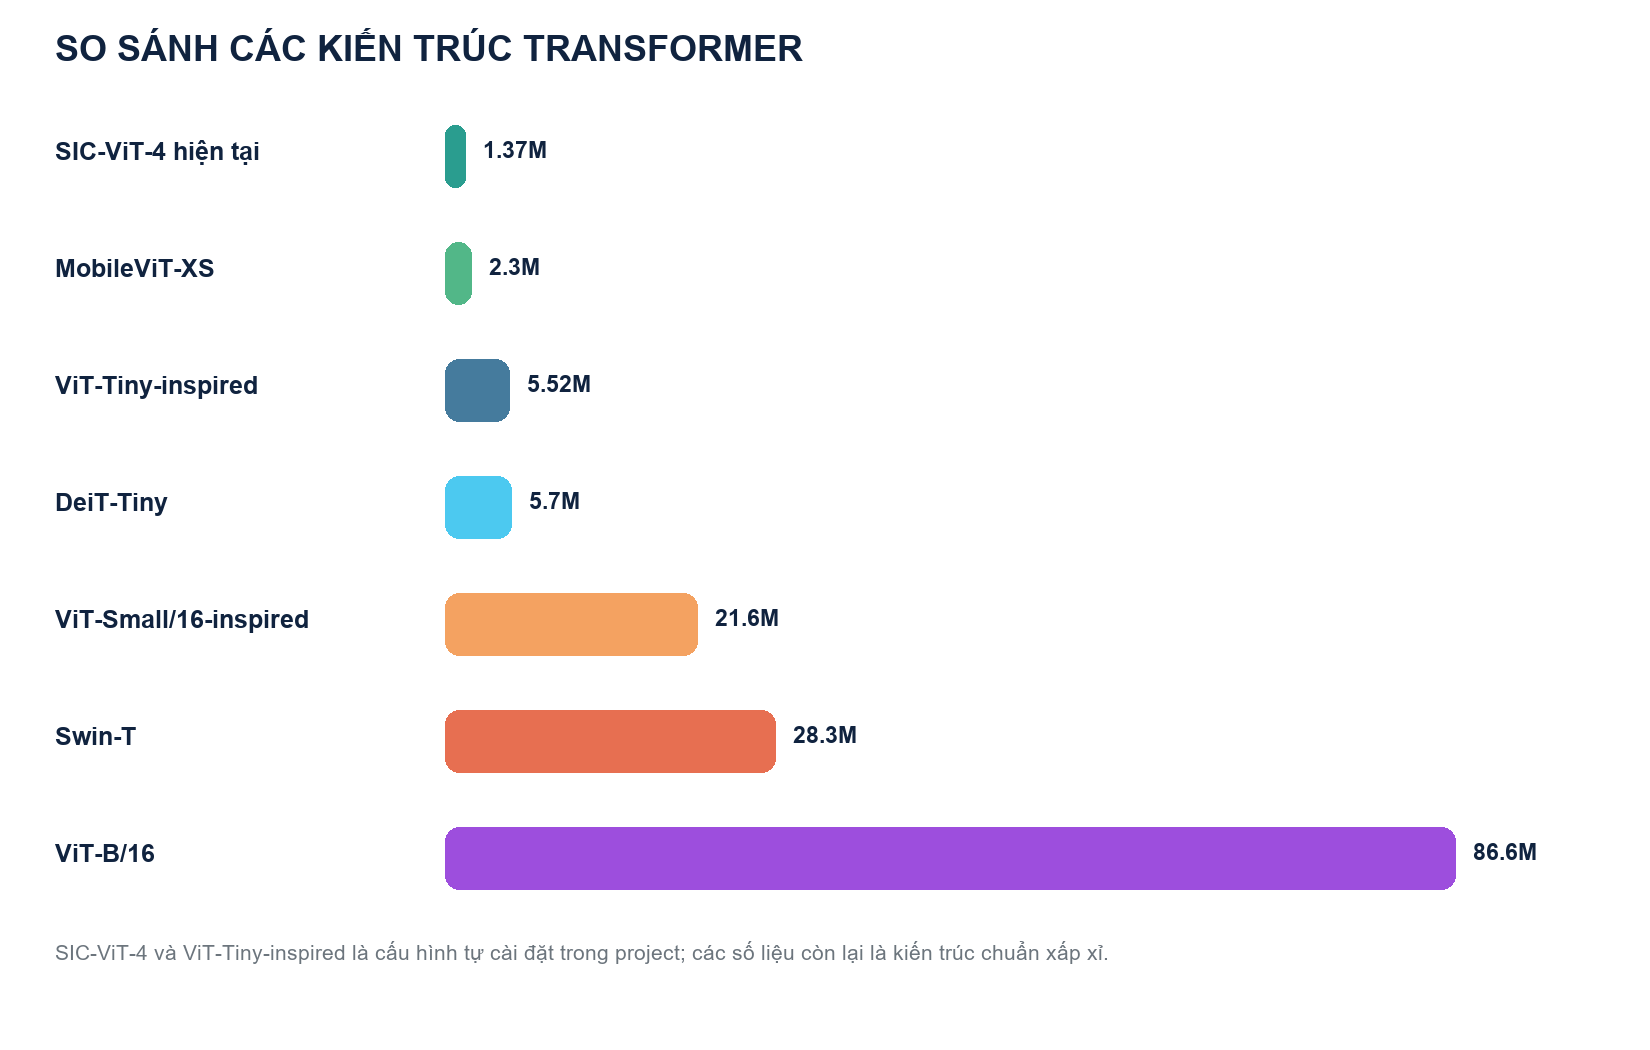 SO SÁNH CÁC KIẾN TRÚC TRANSFORMER
SIC-ViT-4 hiện tại 1.37M
MobileViT-XS 2.3M
ViT-Tiny-inspired 5.52M
DeiT-Tiny 5.7M
ViT-Small/16-inspired 21.6M
Swin-T 28.3M
ViT-B/16 86.6M
SIC-ViT-4 và ViT-Tiny-inspired là cấu hình tự cài đặt trong project; các số liệu còn lại là kiến trúc chuẩn xấp xỉ.